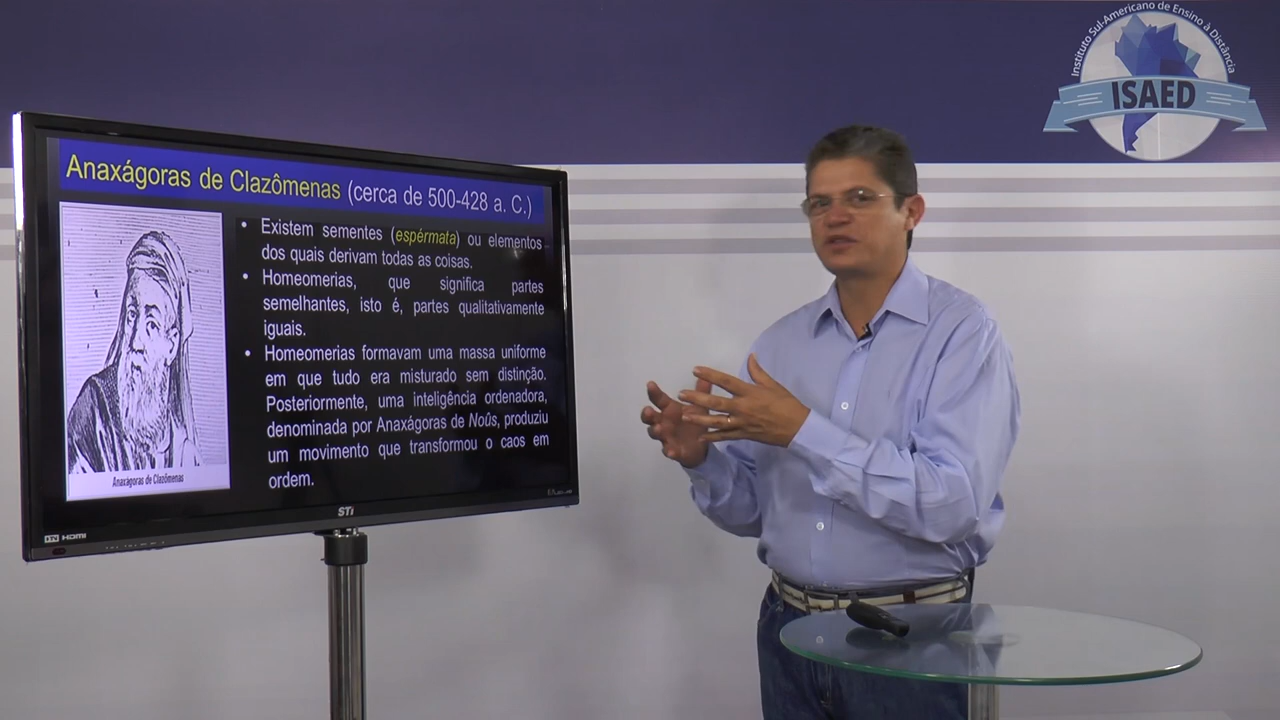 Instituto Sul-Americano de Ensino à Distância
ISAED
Anaxágoras de Clazômenas (cerca de 500-428 a. C.)
• Existem sementes (espérmata) ou elementos
dos quais derivam todas as coisas.
• Homeomerias, que significa partes
semelhantes, isto é, partes qualitativamente
iguais.
• Homeomerias formavam uma massa uniforme
em que tudo era misturado sem distinção.
Posteriormente, uma inteligência ordenadora,
denominada por Anaxágoras de Noûs, produziu
um movimento que transformou o caos em
ordem.
Anaxágoras de Clazômenas
STi
HDMI